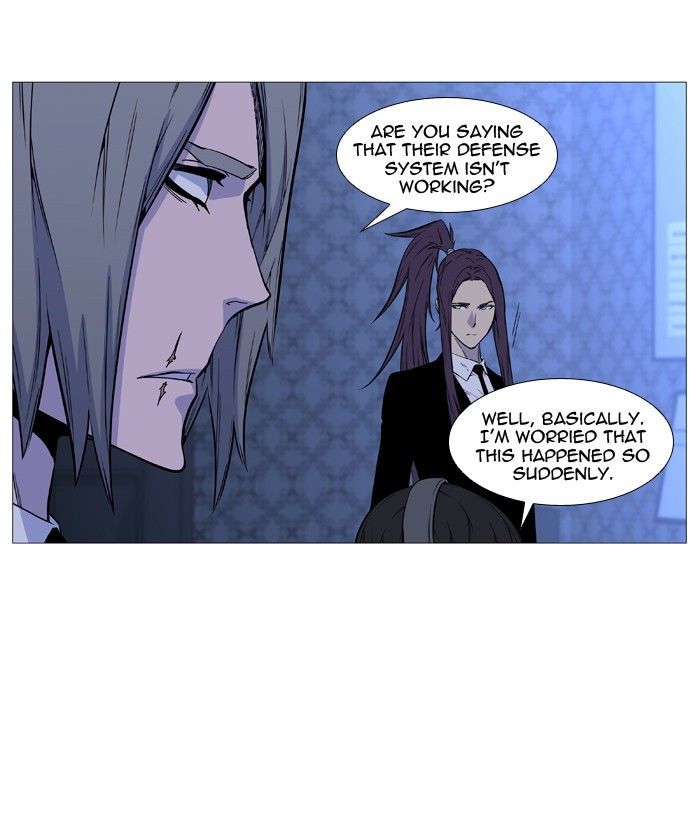 ARE YOU SAYING
THAT THEIR DEFENSE
SYSTEM ISN'T
WORKING?
WELL, BASICALLY.
I'M WORRIED THAT
THIS HAPPENED SO
SUDDENLY.